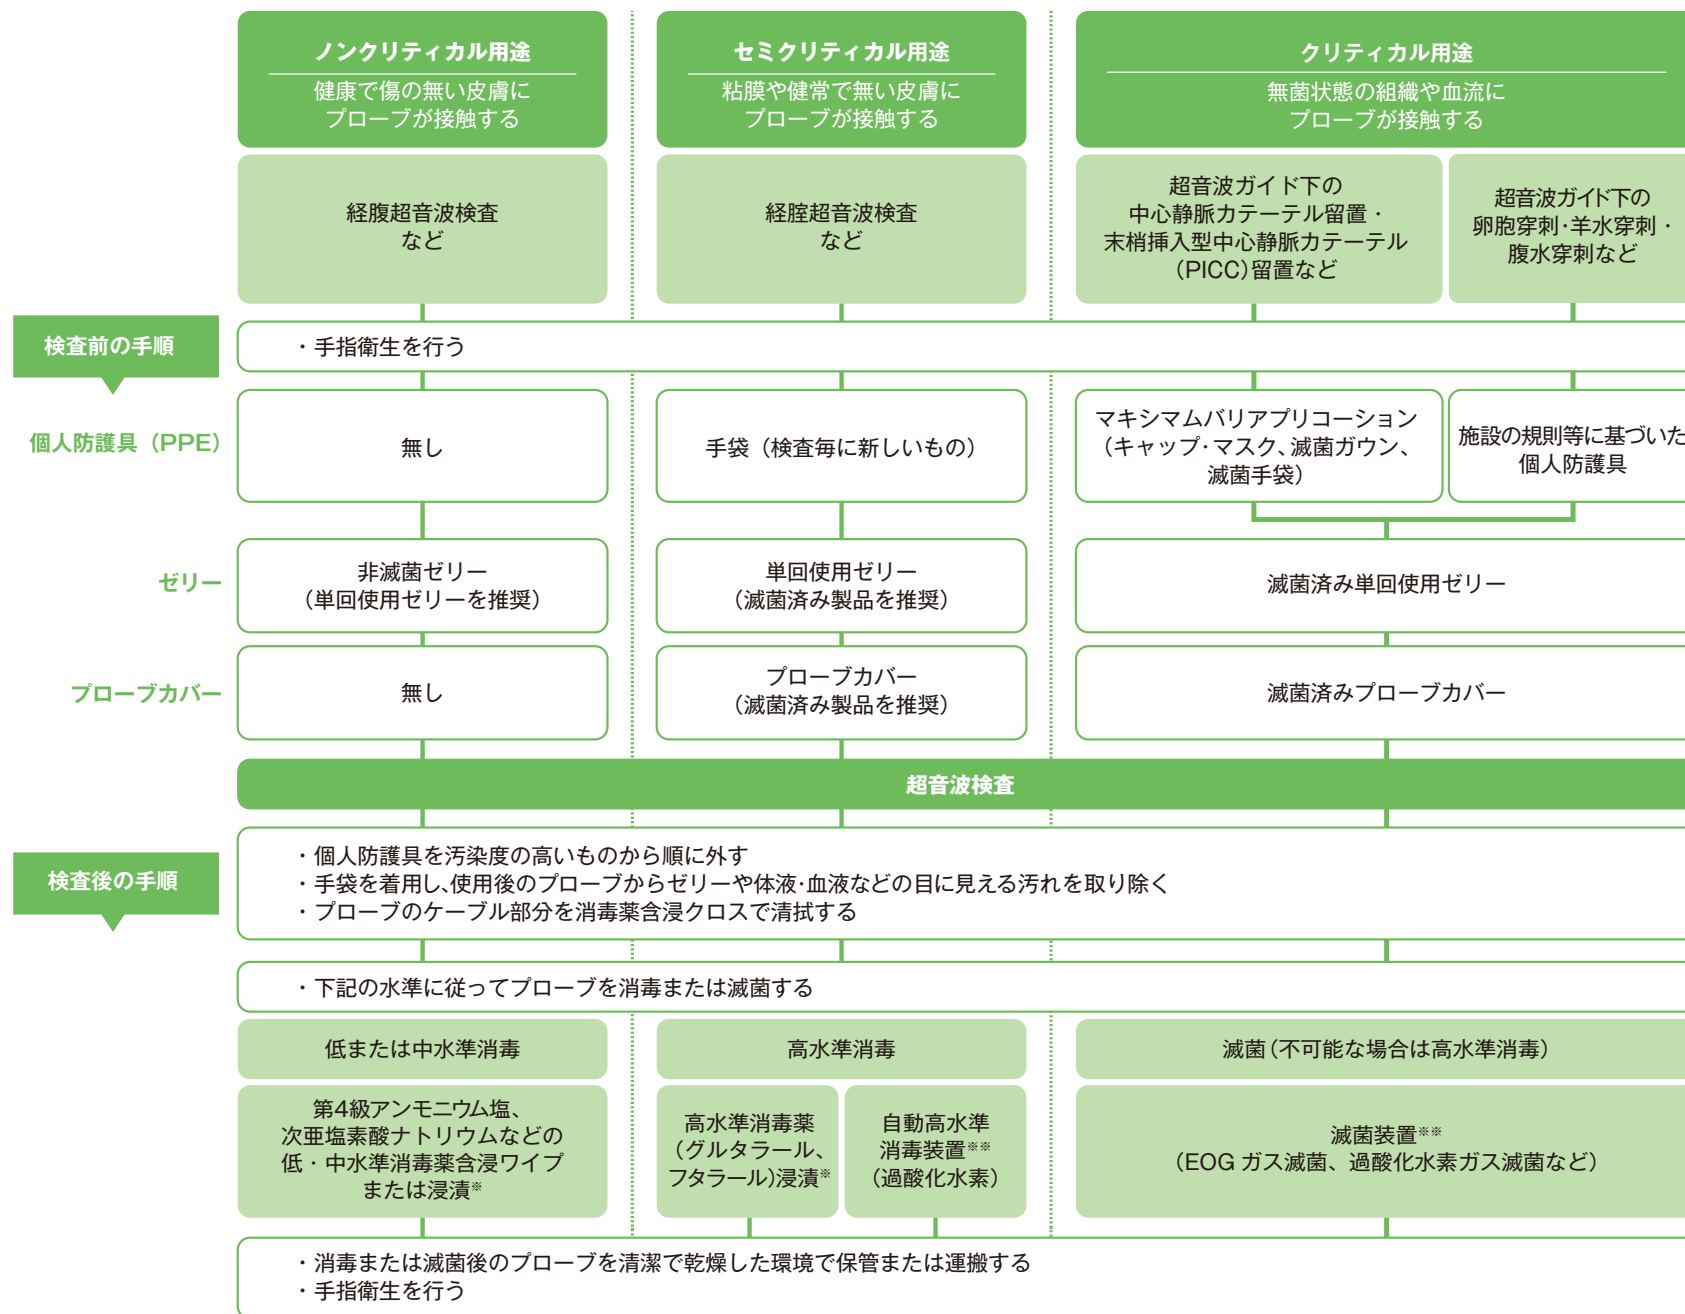 ノンクリティカル用途
健康で傷の無い皮膚に
プローブが接触する
セミクリティカル用途
粘膜や健常で無い皮膚に
プローブが接触する
クリティカル用途
無菌状態の組織や血流に
プローブが接触する
経腹超音波検査
など
経腟超音波検査
など
超音波ガイド下の
中心静脈カテーテル留置・
末梢挿入型中心静脈カテーテル
(PICC)留置など
超音波ガイド下の
卵胞穿刺・羊水穿刺・
腹水穿刺など
検査前の手順
・手指衛生を行う
個人防護具（PPE）
無し
手袋（検査毎に新しいもの）
マキシマムバリアプリコーション
（キャップ・マスク、滅菌ガウン、
滅菌手袋）
施設の規則等に基づいた
個人防護具
ゼリー
非滅菌ゼリー
（単回使用ゼリーを推奨）
単回使用ゼリー
（滅菌済み製品を推奨）
滅菌済み単回使用ゼリー
プローブカバー
無し
プローブカバー
（滅菌済み製品を推奨）
滅菌済みプローブカバー
超音波検査
検査後の手順
・個人防護具を汚染度の高いものから順に外す
・手袋を着用し、使用後のプローブからゼリーや体液・血液などの目に見える汚れを取り除く
・プローブのケーブル部分を消毒薬含浸クロスで清拭する
・下記の水準に従ってプローブを消毒または滅菌する
低または中水準消毒
高水準消毒
滅菌（不可能な場合は高水準消毒）
第4級アンモニウム塩、
次亜塩素酸ナトリウムなどの
低・中水準消毒薬含浸ワイプ
または浸漬※
高水準消毒薬
（グルタラール、
フタラール)浸漬※
自動高水準
消毒装置※※
（過酸化水素）
滅菌装置※※
（EOG ガス滅菌、過酸化水素ガス滅菌など）
・消毒または滅菌後のプローブを清潔で乾燥した環境で保管または運搬する
・手指衛生を行う